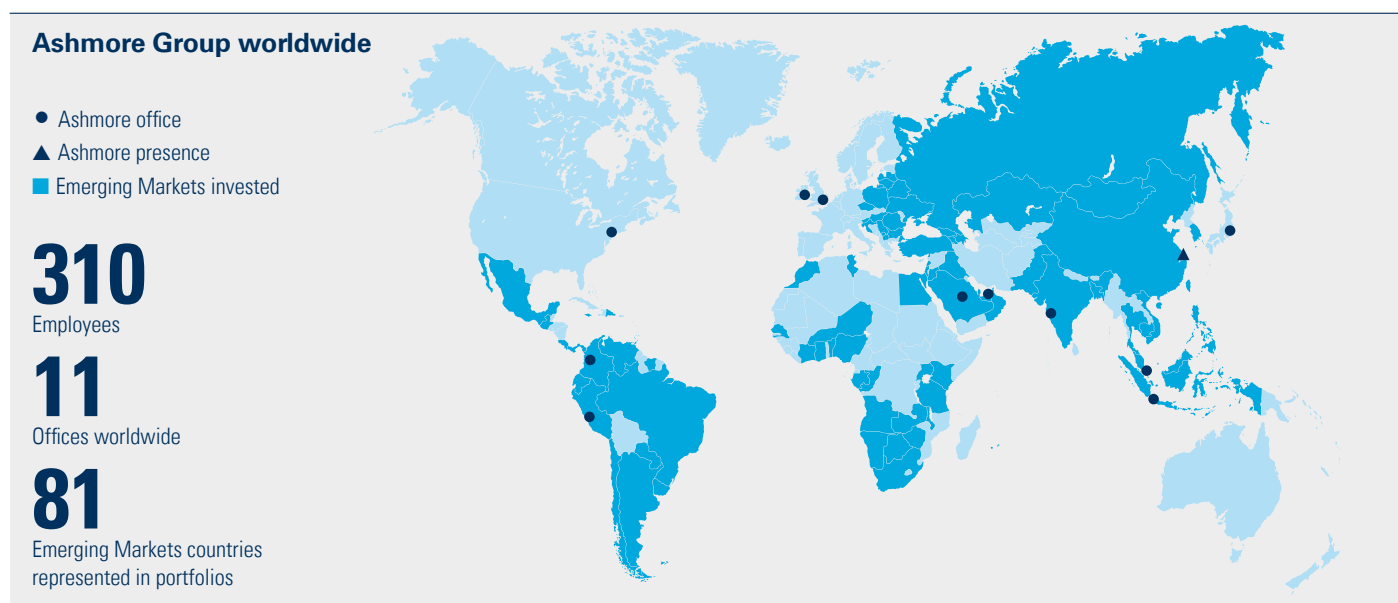 Ashmore Group worldwide
Ashmore office
Ashmore presence
Emerging Markets invested
310
Employees
11
Offices worldwide
81
Emerging Markets countries
represented in portfolios